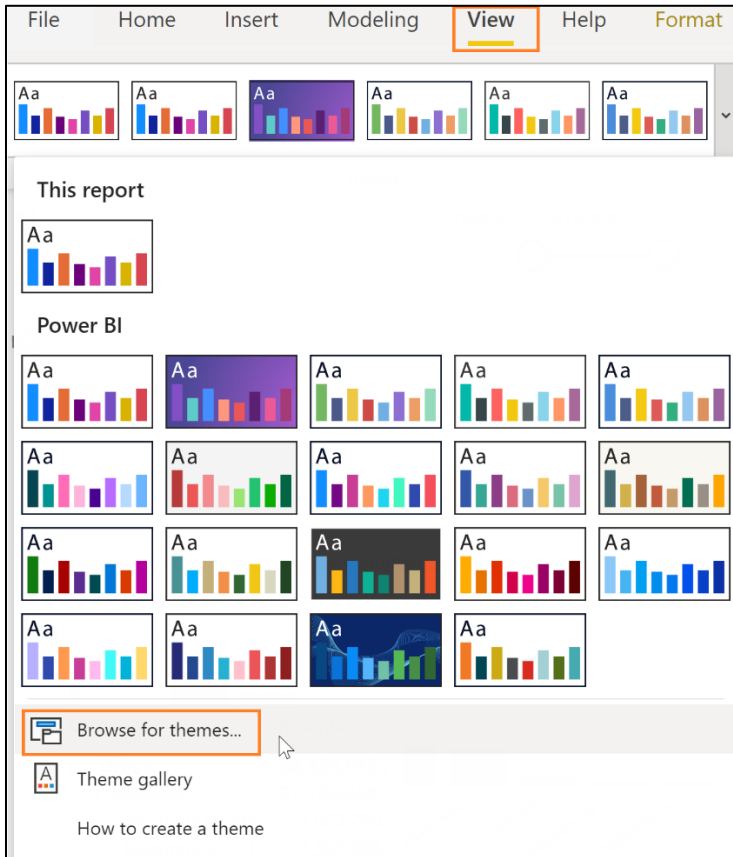 File Home Insert Modeling View Help Format
Aa Aa Aa Aa Aa Aa
This report
Aa
Power BI
Aa Aa Aa Aa Aa
Aa Aa Aa Aa Aa
Aa Aa Aa Aa Aa
Aa Aa Aa Aa
Browse for themes...
A Theme gallery
How to create a theme